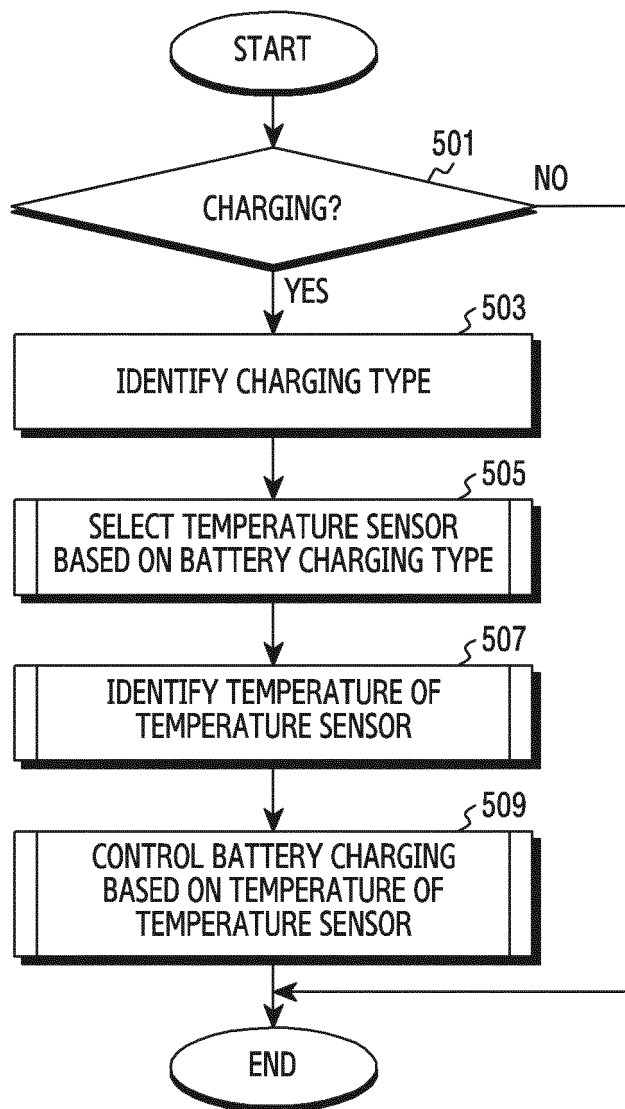 START
501
CHARGING?
NO
YES
503
IDENTIFY CHARGING TYPE
505
SELECT TEMPERATURE SENSOR
BASED ON BATTERY CHARGING TYPE
507
IDENTIFY TEMPERATURE OF
TEMPERATURE SENSOR
509
CONTROL BATTERY CHARGING
BASED ON TEMPERATURE OF
TEMPERATURE SENSOR
END